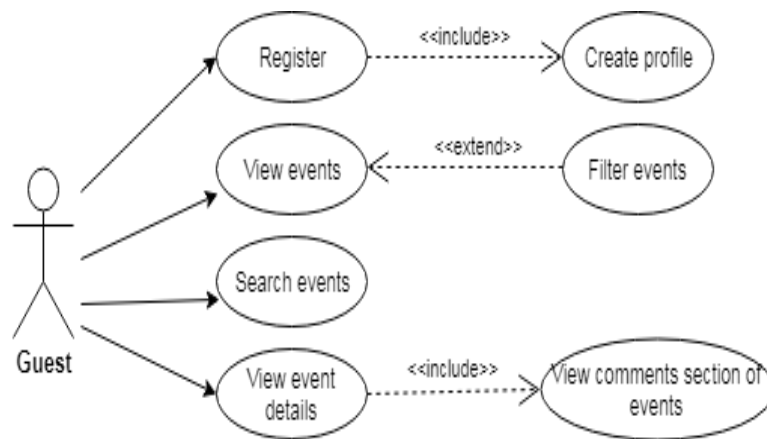 Register
<<include>>
Create profile
View events
<<extend>>
Filter events
Search events
Guest
View event
details
<<include>>
View comments section of
events